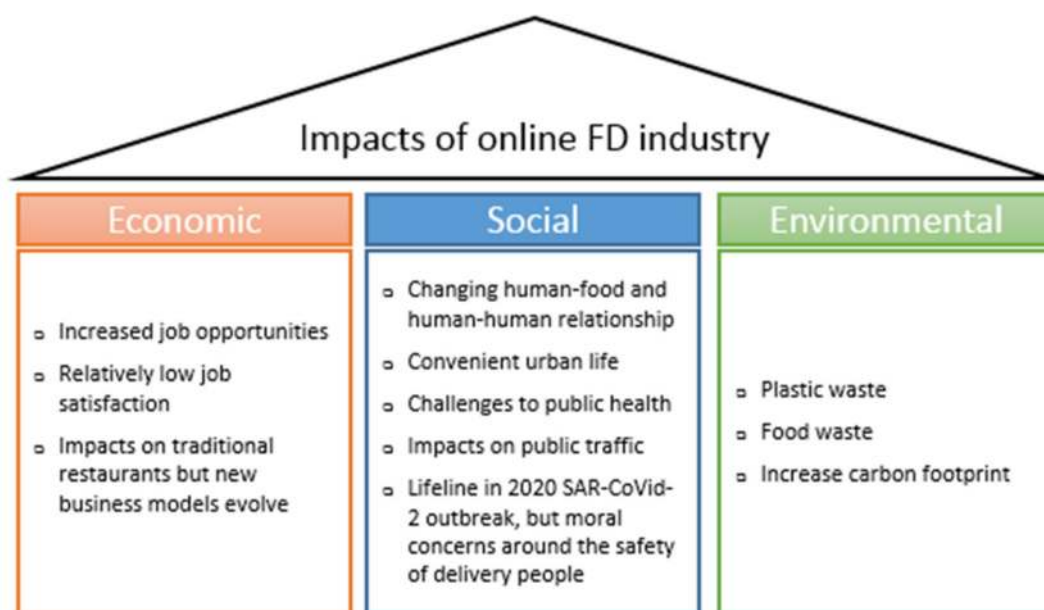 Impacts of online FD industry
Economic
Increased job opportunities
Relatively low job
satisfaction
Impacts on traditional
restaurants but new
business models evolve
Social
Changing human-food and
human-human relationship
Convenient urban life
Challenges to public health
Impacts on public traffic
Lifeline in 2020 SAR-CoVid-
2 outbreak, but moral
concerns around the safety
of delivery people
Environmental
Plastic waste
Food waste
Increase carbon footprint